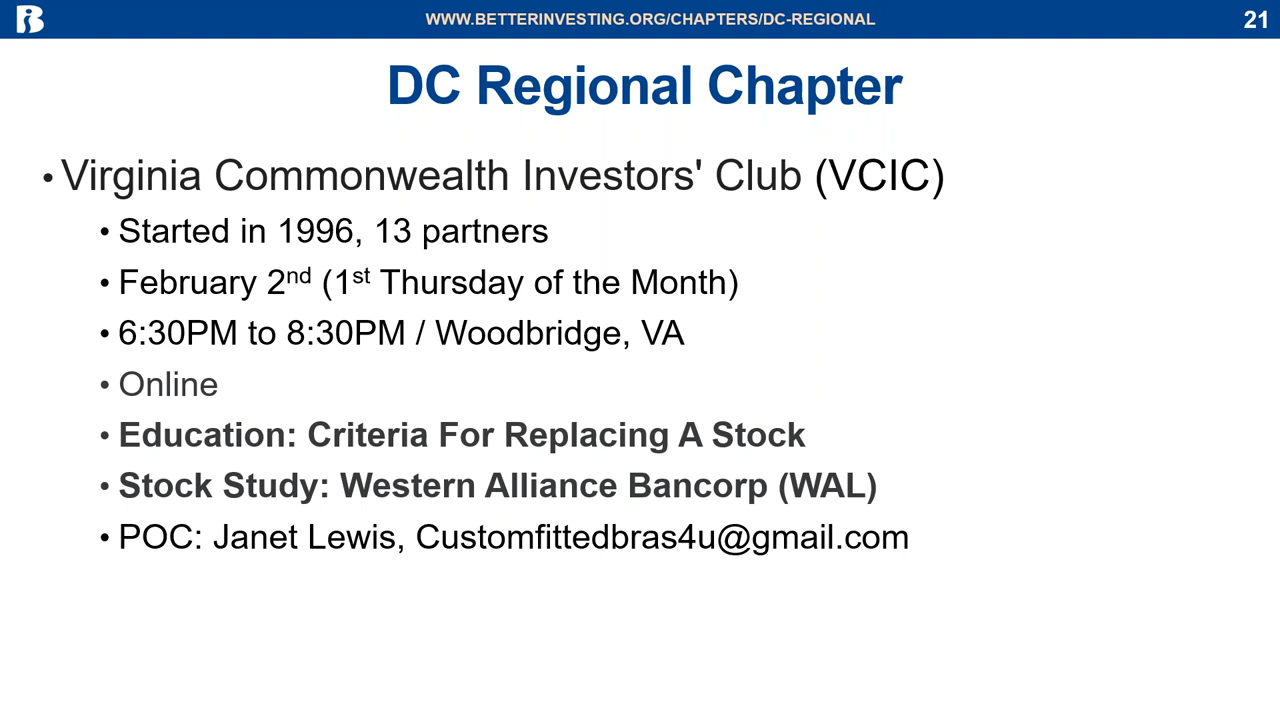 WWW.BETTERINVESTING.ORG/CHAPTERS/DC-REGIONAL
21
DC Regional Chapter
• Virginia Commonwealth Investors' Club (VCIC)
• Started in 1996, 13 partners
• February 2nd (1st Thursday of the Month)
• 6:30PM to 8:30PM / Woodbridge, VA
• Online
• Education: Criteria For Replacing A Stock
• Stock Study: Western Alliance Bancorp (WAL)
• POC: Janet Lewis, Customfittedbras4u@gmail.com